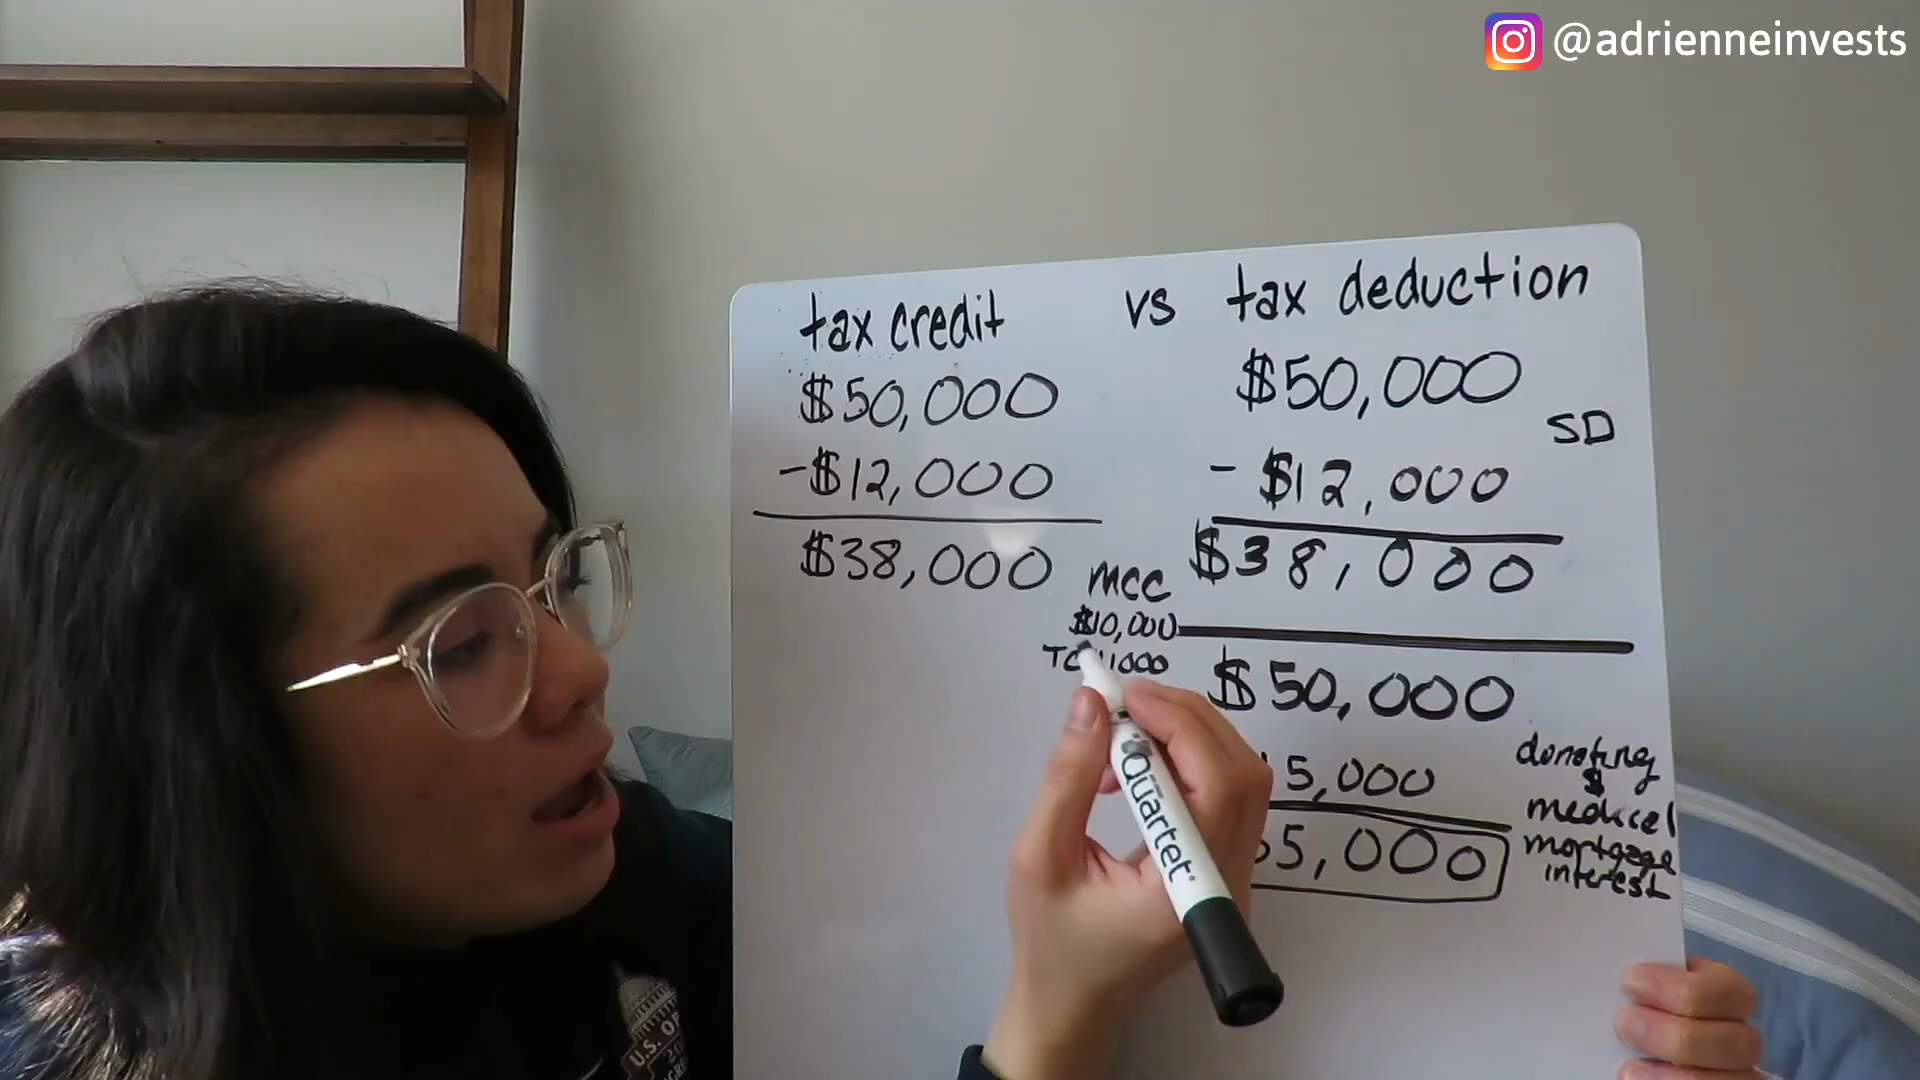 @adrienneinvests
tax credit vs tax deduction
$50,000
-$12,000
$38,000
mcc
$10,000
$50,000
SD
- $12,000
$38,000
$50,000
5,000
5,000
donating
$
medical
mortgage
interest
Quartet
U.S. OP